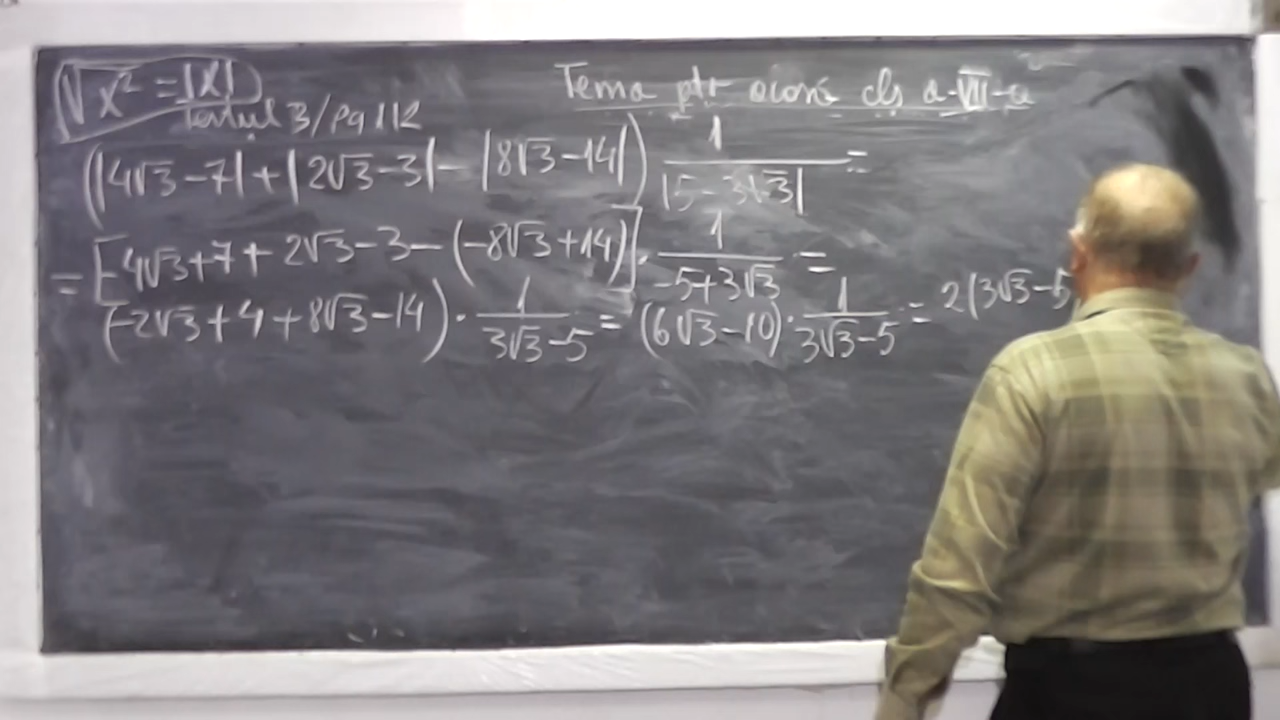 √x² = |x|
Tema ptr acasă cls a-VII-a
Testul 3/pg 112
(|4√3-7|+|2√3-3|-|8√3-14|) 1/|5-3√3| =
= [-4√3+7+2√3-3-(-8√3+14)]·1/(-5+3√3) =
(-2√3+4+8√3-14)·1/(3√3-5) = (6√3-10)·1/(3√3-5) = 2(3√3-5